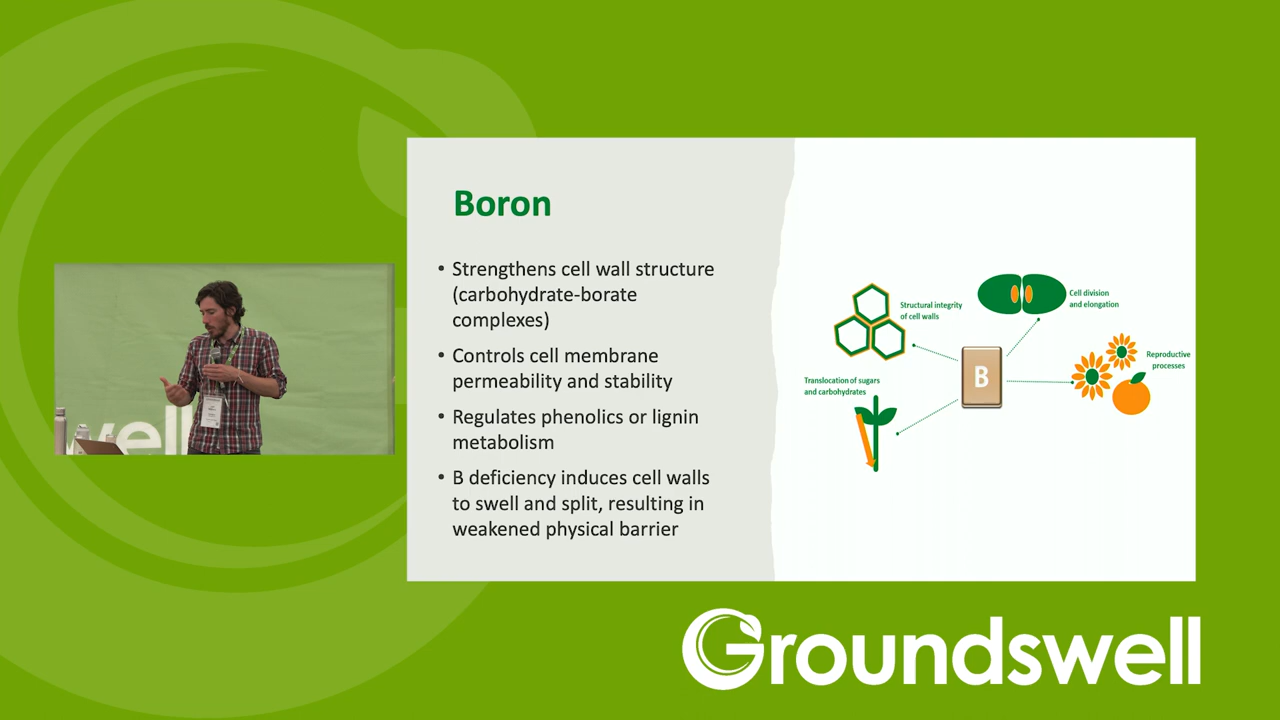 Boron
• Strengthens cell wall structure
(carbohydrate-borate
complexes)
• Controls cell membrane
permeability and stability
• Regulates phenolics or lignin
metabolism
• B deficiency induces cell walls
to swell and split, resulting in
weakened physical barrier
Structural integrity
of cell walls
Cell division
and elongation
Reproductive
processes
Translocation of sugars
and carbohydrates
B
well
Groundswell